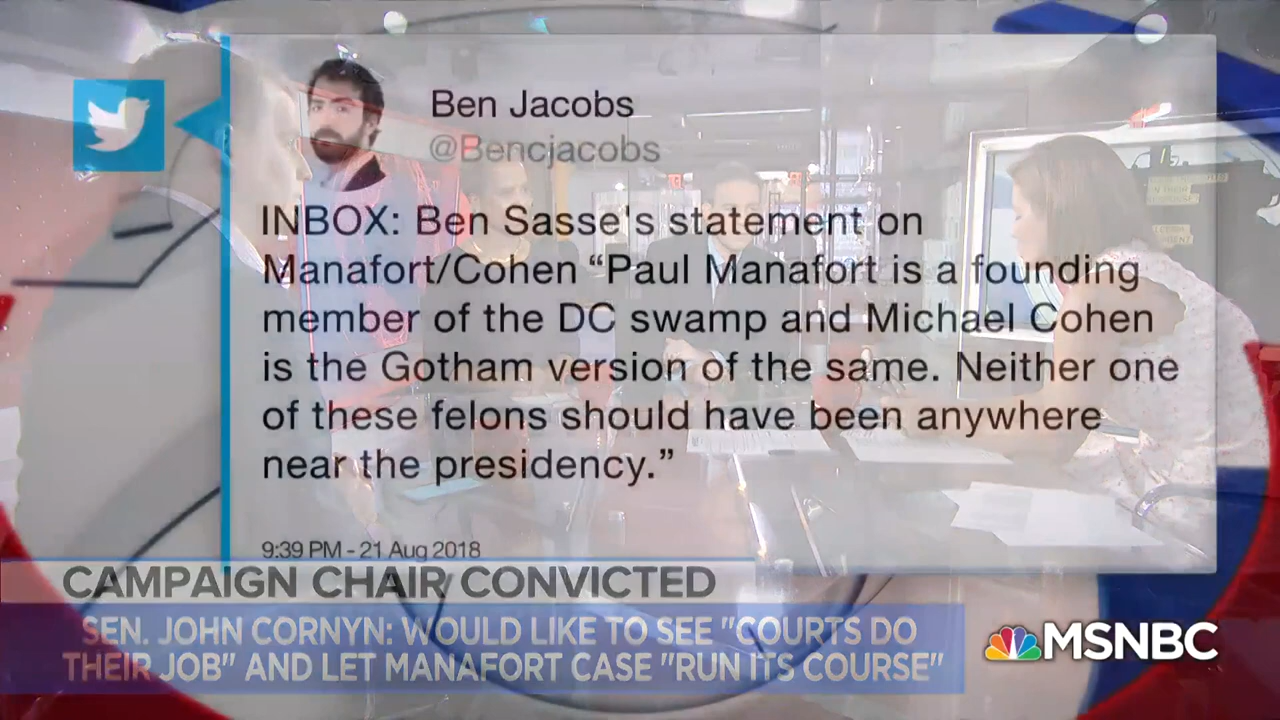 Ben Jacobs
@Bencjacobs
INBOX: Ben Sasse's statement on
Manafort/Cohen “Paul Manafort is a founding
member of the DC swamp and Michael Cohen
is the Gotham version of the same. Neither one
of these felons should have been anywhere
near the presidency.”
9:39 PM - 21 Aug 2018
CAMPAIGN CHAIR CONVICTED
SEN. JOHN CORNYN: WOULD LIKE TO SEE "COURTS DO
THEIR JOB" AND LET MANAFORT CASE "RUN ITS COURSE"
MSNBC